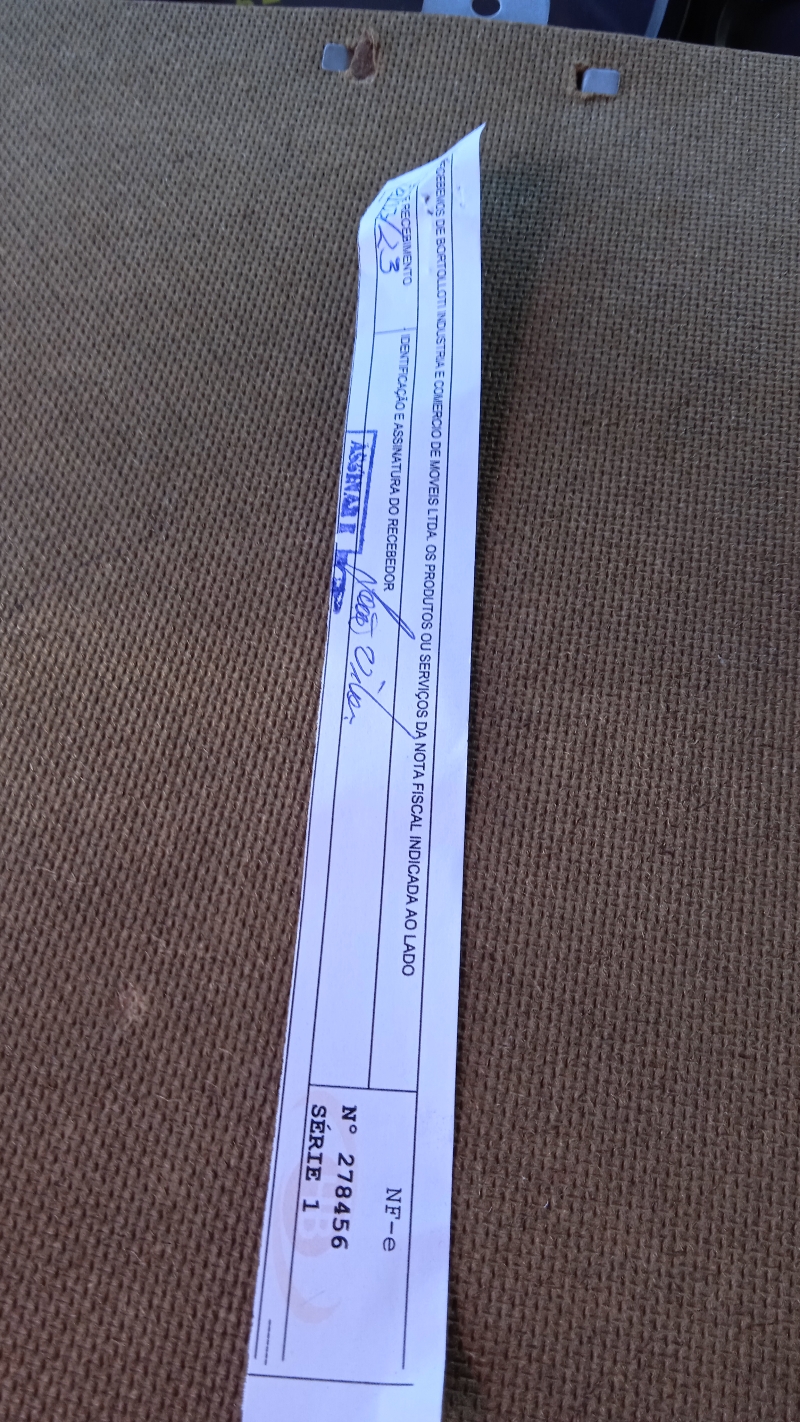 DEBEMOS DE BORTOLLOTI INDUSTRIA E COMERCIO DE MOVEIS LTDA. OS PRODUTOS OU SERVIÇOS DA NOTA FISCAL INDICADA AO LADO
RECEBIMENTO
/23
IDENTIFICAÇÃO E ASSINATURA DO RECEBEDOR
NF-e
Nº 278456
SÉRIE 1